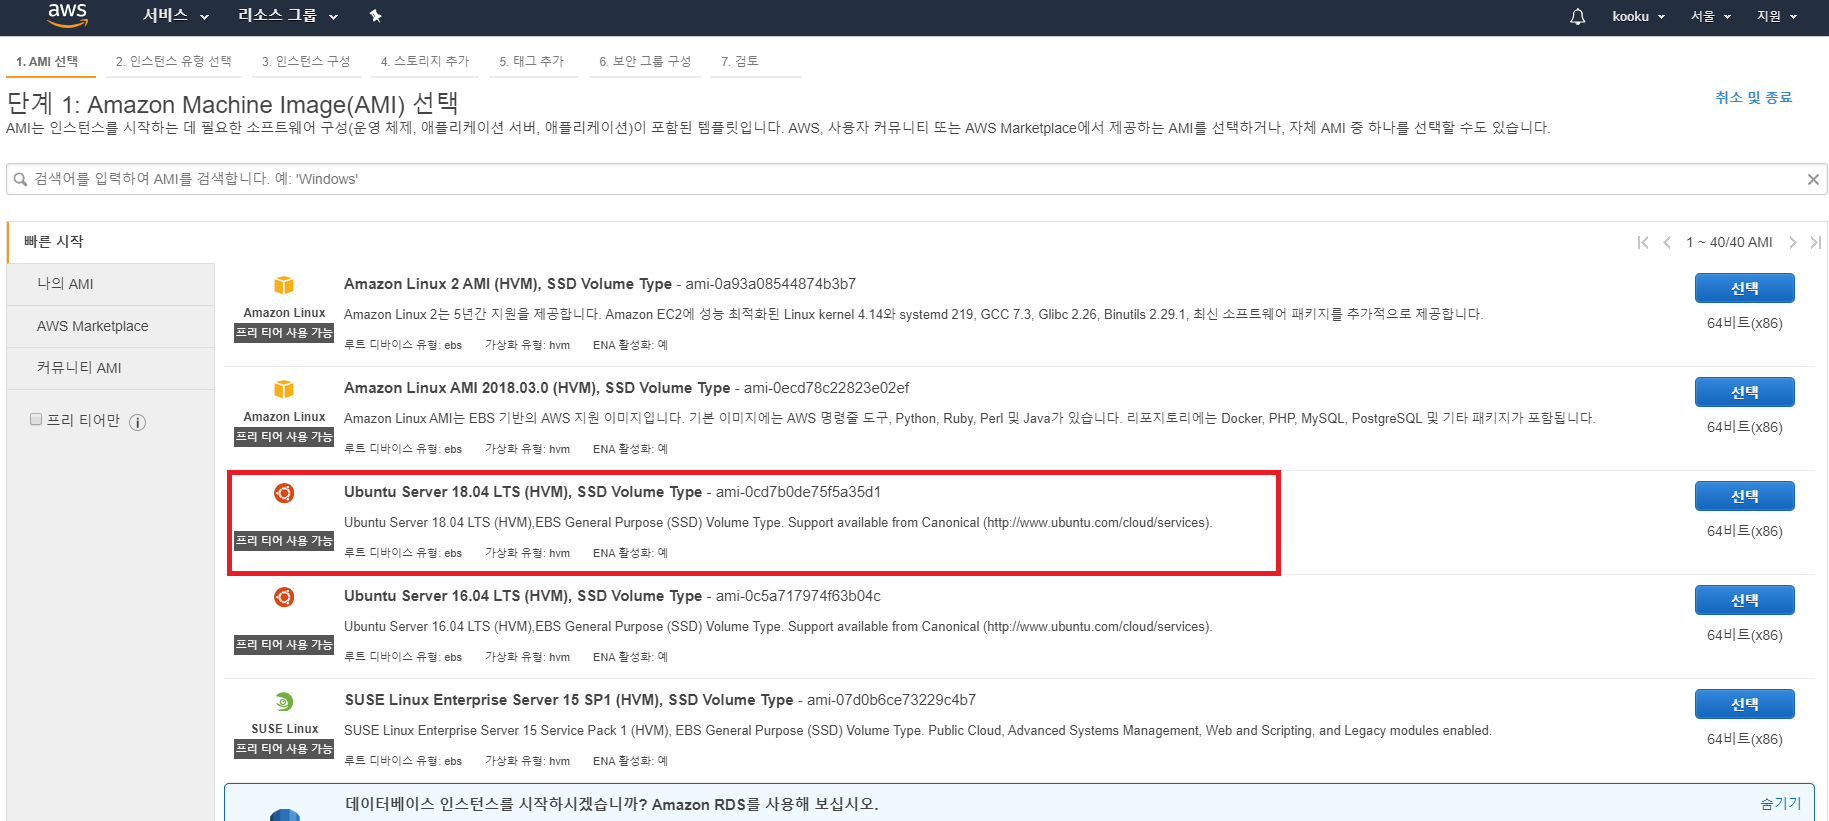 aws 서비스 리소스 그룹 kooku 서울 지원
1. AMI 선택 2. 인스턴스 유형 선택 3. 인스턴스 구성 4. 스토리지 추가 5. 태그 추가 6. 보안 그룹 구성 7. 검토
단계 1: Amazon Machine Image(AMI) 선택
취소 및 종료
AMI는 인스턴스를 시작하는 데 필요한 소프트웨어 구성(운영 체제, 애플리케이션 서버, 애플리케이션)이 포함된 템플릿입니다. AWS, 사용자 커뮤니티 또는 AWS Marketplace에서 제공하는 AMI를 선택하거나, 자체 AMI 중 하나를 선택할 수도 있습니다.
검색어를 입력하여 AMI를 검색합니다. 예: 'Windows'
빠른 시작
1 ~ 40/40 AMI
나의 AMI
AWS Marketplace
커뮤니티 AMI
프리 티어만
Amazon Linux
프리 티어 사용 가능
Amazon Linux 2 AMI (HVM), SSD Volume Type - ami-0a93a08544874b3b7
Amazon Linux 2는 5년간 지원을 제공합니다. Amazon EC2에 성능 최적화된 Linux kernel 4.14와 systemd 219, GCC 7.3, Glibc 2.26, Binutils 2.29.1, 최신 소프트웨어 패키지를 추가적으로 제공합니다.
루트 디바이스 유형: ebs 가상화 유형: hvm ENA 활성화: 예
선택
64비트(x86)
Amazon Linux
프리 티어 사용 가능
Amazon Linux AMI 2018.03.0 (HVM), SSD Volume Type - ami-0ecd78c22823e02ef
Amazon Linux AMI는 EBS 기반의 AWS 지원 이미지입니다. 기본 이미지에는 AWS 명령줄 도구, Python, Ruby, Perl 및 Java가 있습니다. 리포지토리에는 Docker, PHP, MySQL, PostgreSQL 및 기타 패키지가 포함됩니다.
루트 디바이스 유형: ebs 가상화 유형: hvm ENA 활성화: 예
선택
64비트(x86)
프리 티어 사용 가능
Ubuntu Server 18.04 LTS (HVM), SSD Volume Type - ami-0cd7b0de75f5a35d1
Ubuntu Server 18.04 LTS (HVM),EBS General Purpose (SSD) Volume Type. Support available from Canonical (http://www.ubuntu.com/cloud/services).
루트 디바이스 유형: ebs 가상화 유형: hvm ENA 활성화: 예
선택
64비트(x86)
프리 티어 사용 가능
Ubuntu Server 16.04 LTS (HVM), SSD Volume Type - ami-0c5a717974f63b04c
Ubuntu Server 16.04 LTS (HVM),EBS General Purpose (SSD) Volume Type. Support available from Canonical (http://www.ubuntu.com/cloud/services).
루트 디바이스 유형: ebs 가상화 유형: hvm ENA 활성화: 예
선택
64비트(x86)
SUSE Linux
프리 티어 사용 가능
SUSE Linux Enterprise Server 15 SP1 (HVM), SSD Volume Type - ami-07d0b6ce73229c4b7
SUSE Linux Enterprise Server 15 Service Pack 1 (HVM), EBS General Purpose (SSD) Volume Type. Public Cloud, Advanced Systems Management, Web and Scripting, and Legacy modules enabled.
루트 디바이스 유형: ebs 가상화 유형: hvm ENA 활성화: 예
선택
64비트(x86)
데이터베이스 인스턴스를 시작하시겠습니까? Amazon RDS를 사용해 보십시오.
숨기기